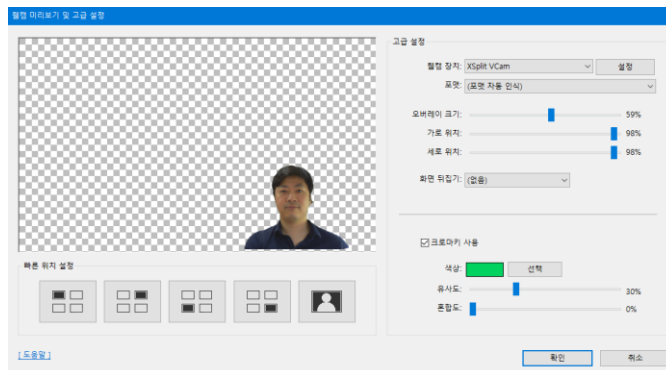 웹캠 미리보기 및 고급 설정
고급 설정
웹캠 장치: XSplit VCam 설정
포맷: (포맷 자동 인식)
오버레이 크기: 59%
가로 위치: 98%
세로 위치: 98%
화면 뒤집기: (없음)
크로마키 사용
색상: 선택
유사도: 30%
혼합도: 0%
빠른 위치 설정
[도움말]
확인 취소